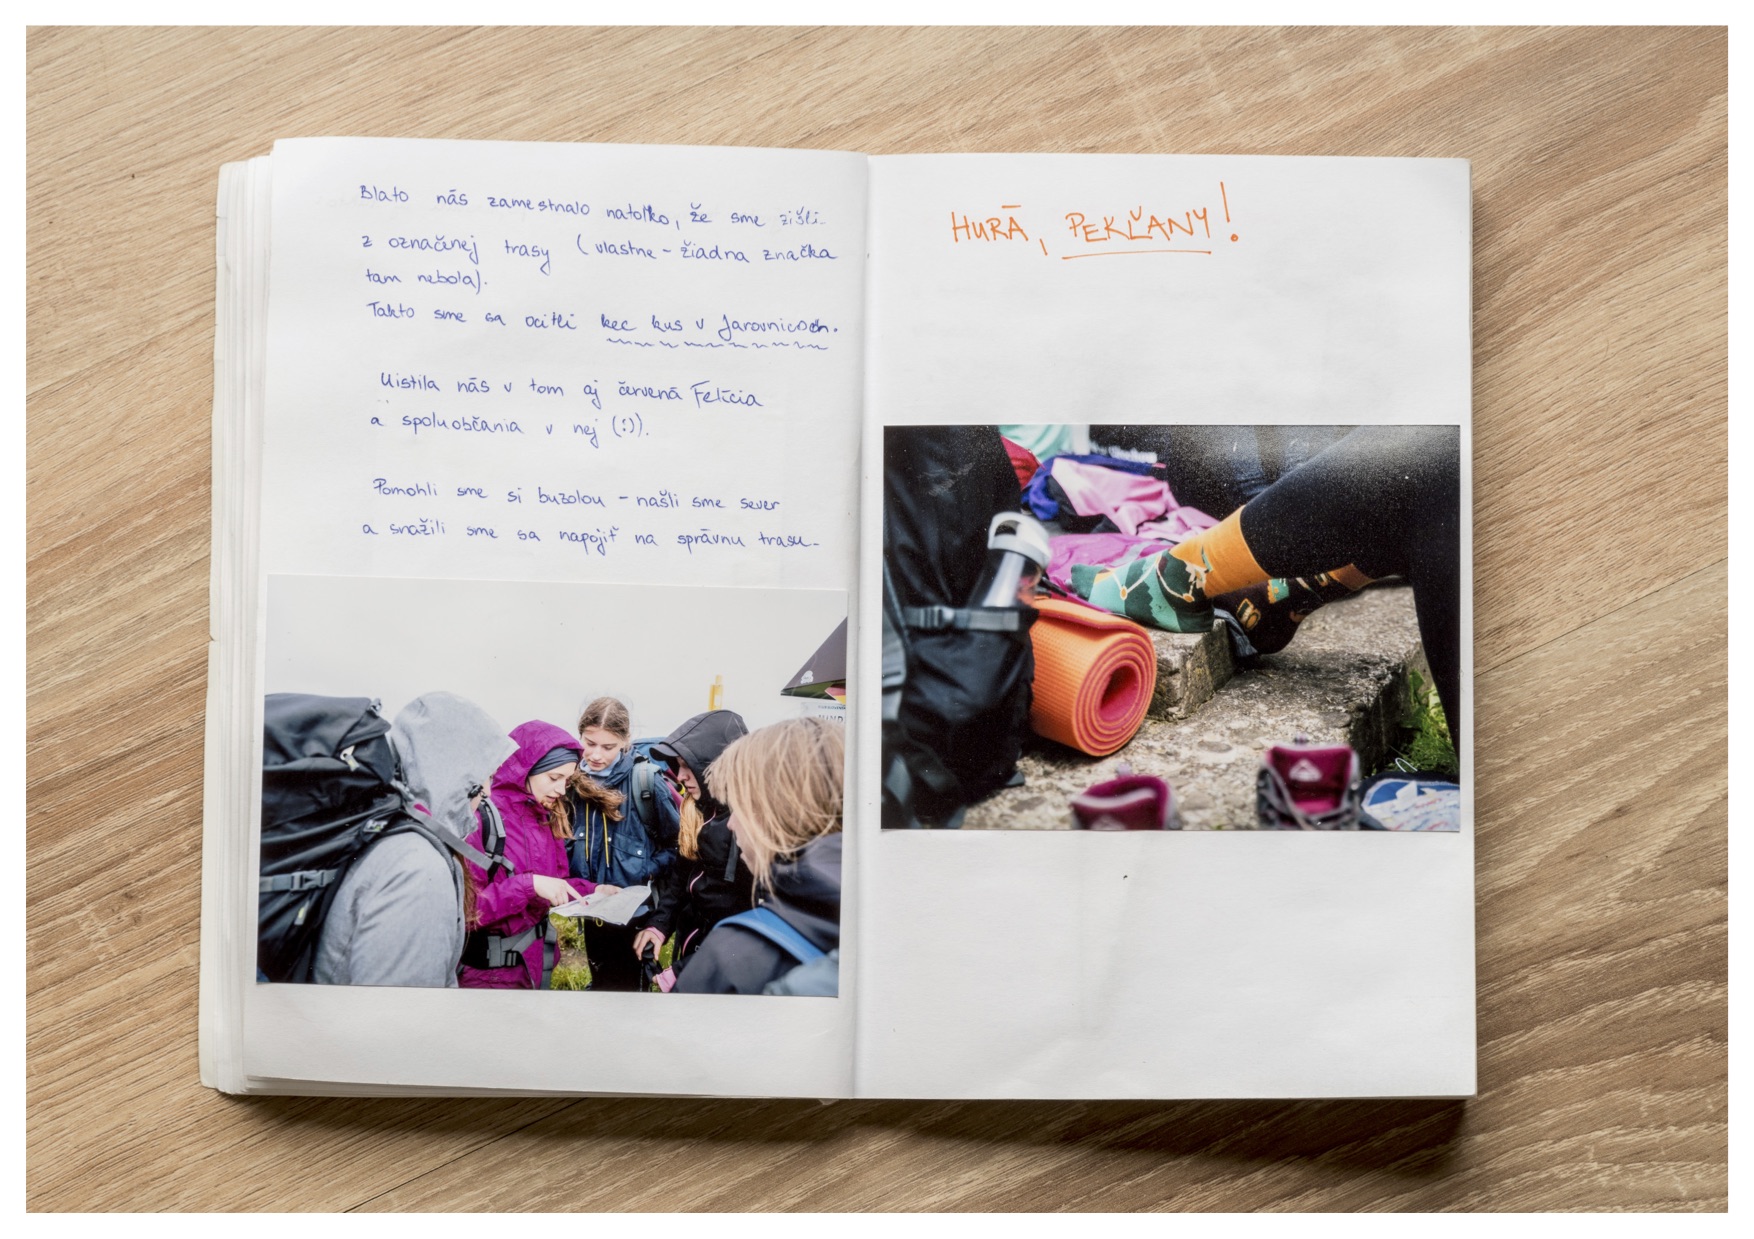 Blato nás zamestnalo natoľko, že sme zišli
z označenej trasy (vlastne - žiadna značka
tam nebola).
Takto sme sa ocitli kec kus v Jarovniciach.
Uistila nás v tom aj červená Felícia
a spoluobčania v nej (:)).
Pomohli sme si buzolou - našli sme sever
a snažili sme sa napojiť na správnu trasu.
HURÁ, PEKĽANY!